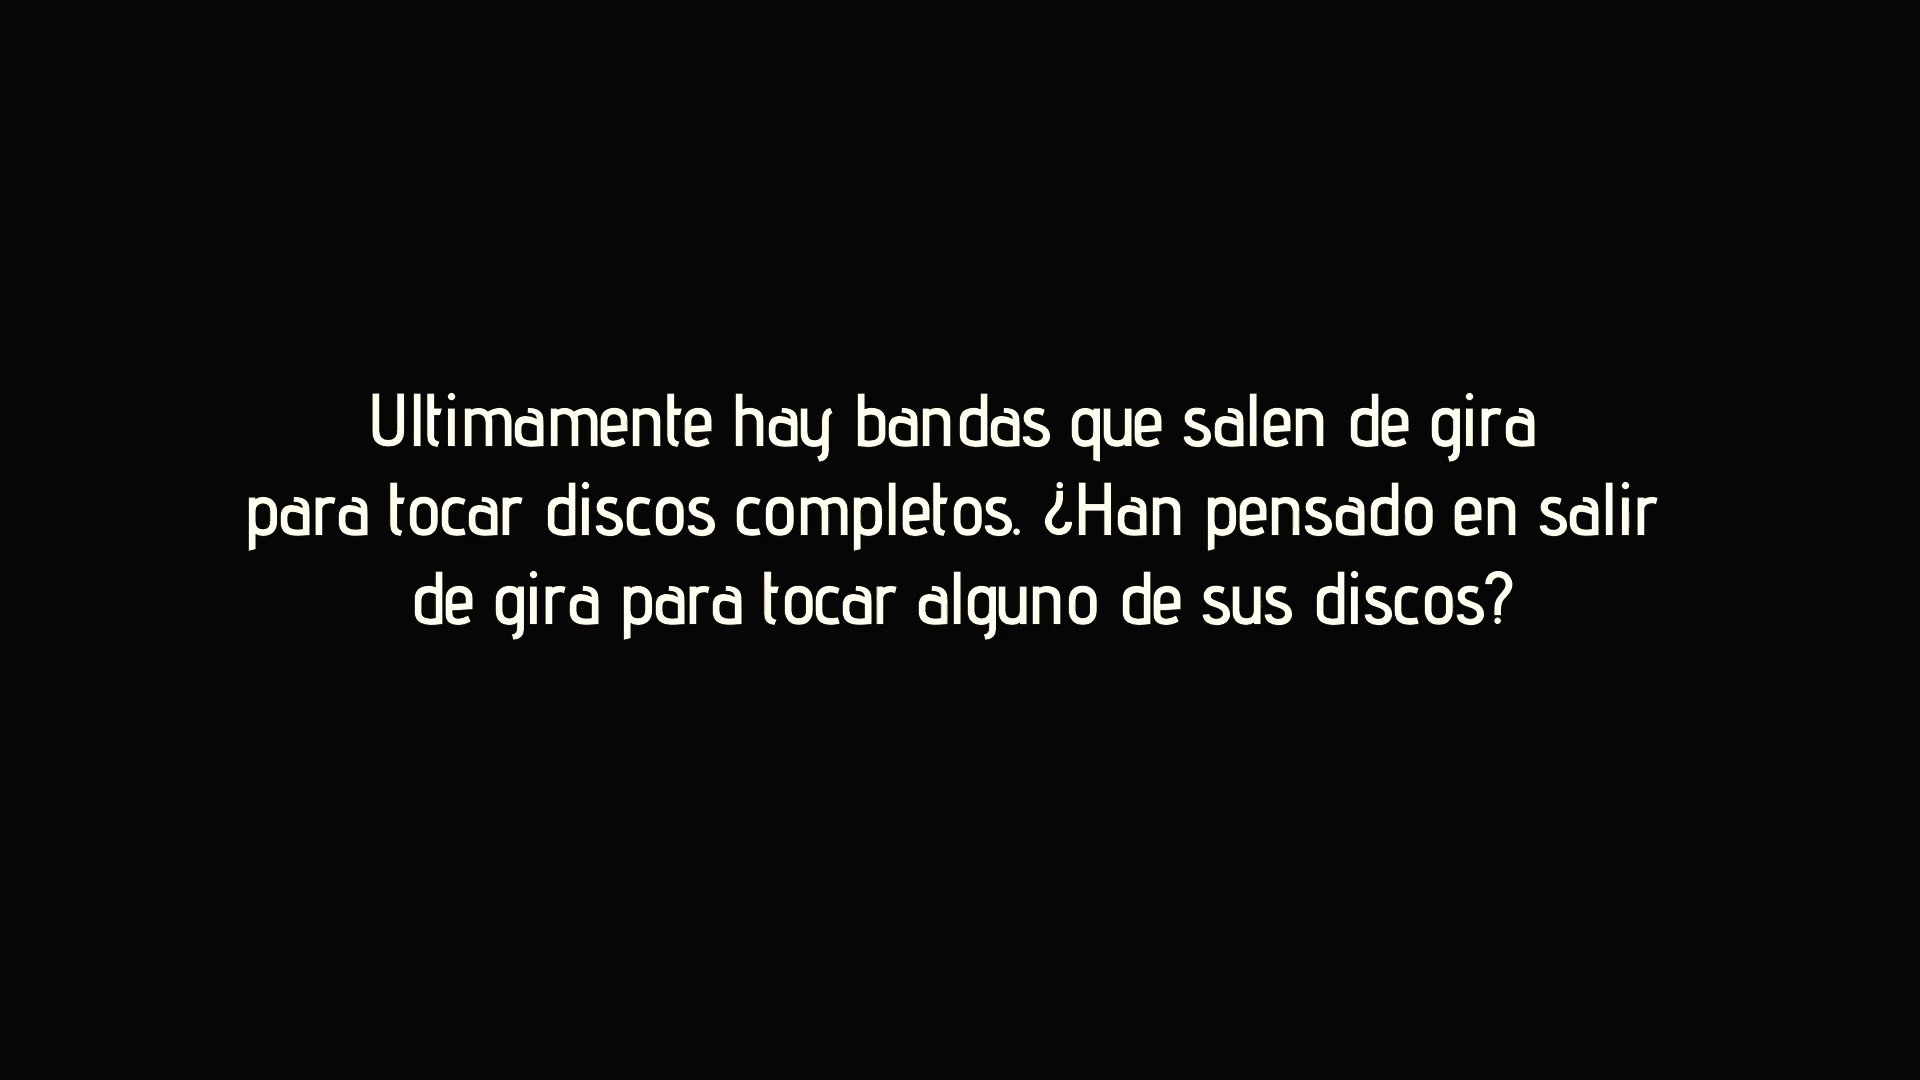 Ultimamente hay bandas que salen de gira
para tocar discos completos. ¿Han pensado en salir
de gira para tocar alguno de sus discos?